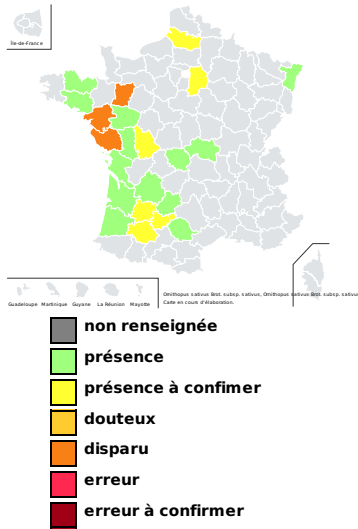 Île-de-France
Guadeloupe Martinique Guyane La Réunion Mayotte
Ornithopus sativus Brot. subsp. sativus, Ornithopus sativus Brot. subsp. sativus
Carte en cours d'élaboration.
non renseignée
présence
présence à confimer
douteux
disparu
erreur
erreur à confirmer